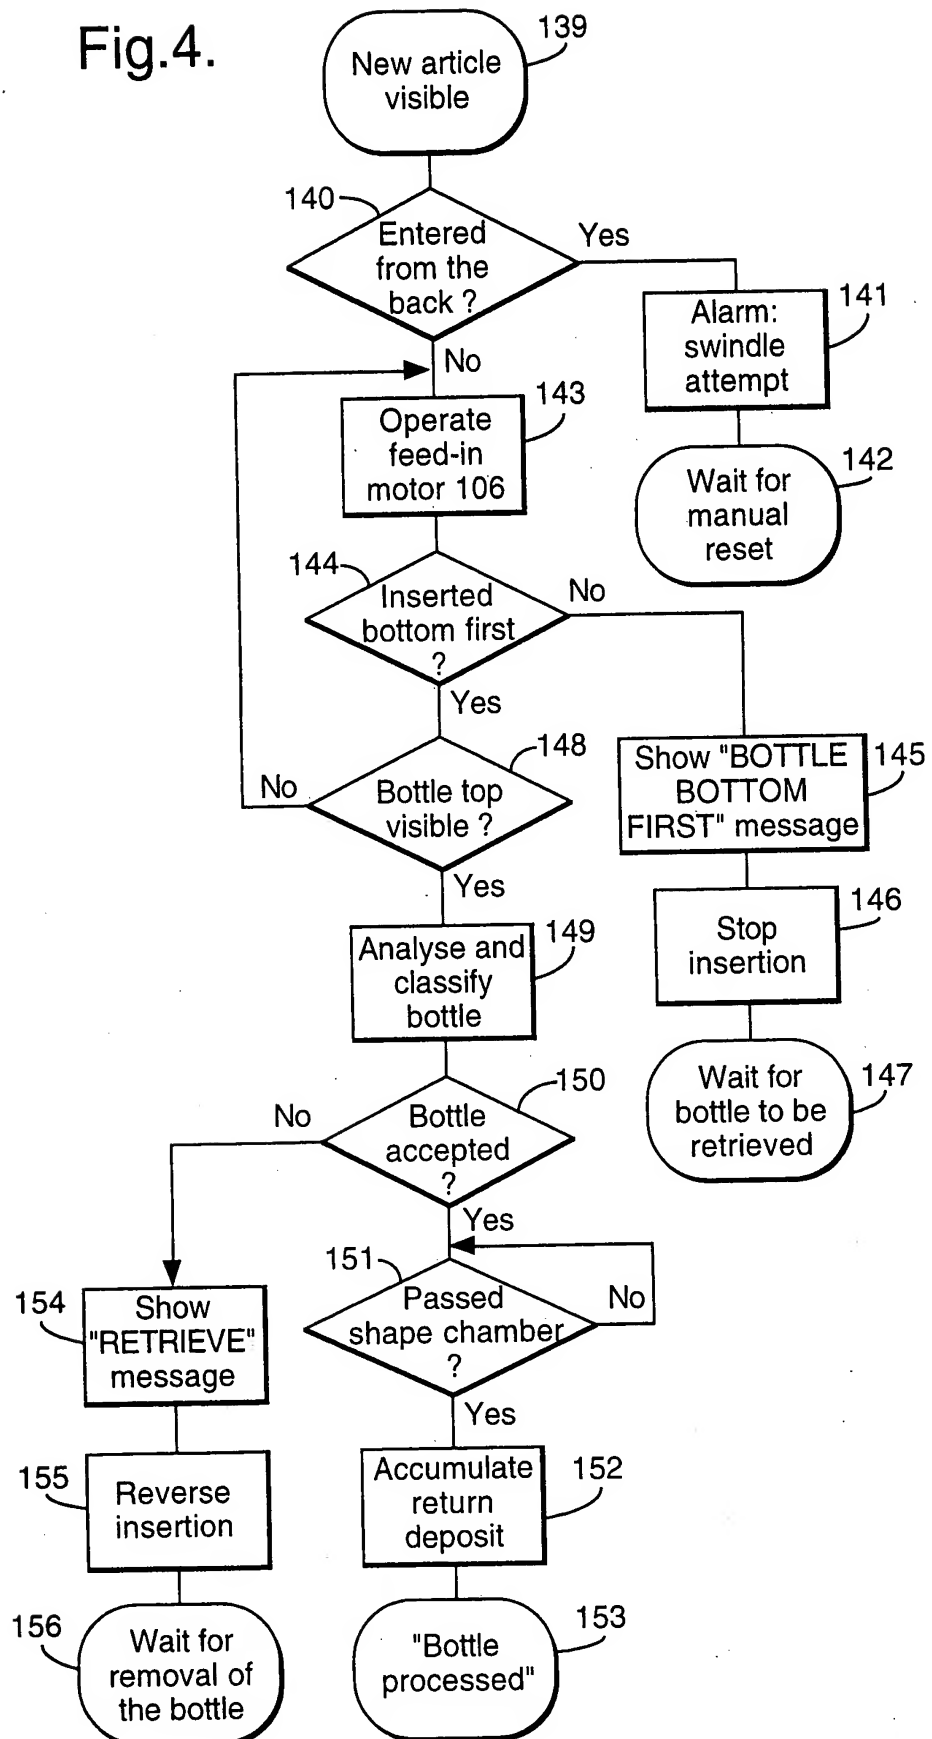 Fig.4.
New article
visible
139
140
Entered
from the
back ?
Yes
No
Alarm:
swindle
attempt
141
Wait for
manual
reset
142
Operate
feed-in
motor 106
143
144
Inserted
bottom first
?
No
Yes
Show "BOTTLE
BOTTOM
FIRST" message
145
Stop
insertion
146
Wait for
bottle to be
retrieved
147
148
Bottle top
visible ?
No
Yes
Analyse and
classify
bottle
149
150
Bottle
accepted
?
No
Yes
151
Passed
shape chamber
?
No
Yes
154
Show
"RETRIEVE"
message
155
Reverse
insertion
156
Wait for
removal of
the bottle
Accumulate
return
deposit
152
"Bottle
processed"
153